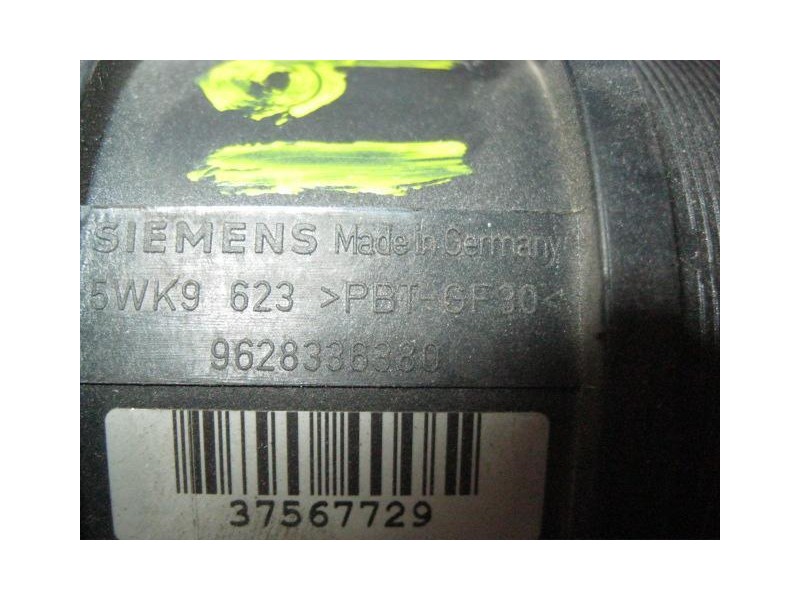 SIEMENS Made in Germany
5WK9 623 >PBT-GF30<
9628336380
37567729